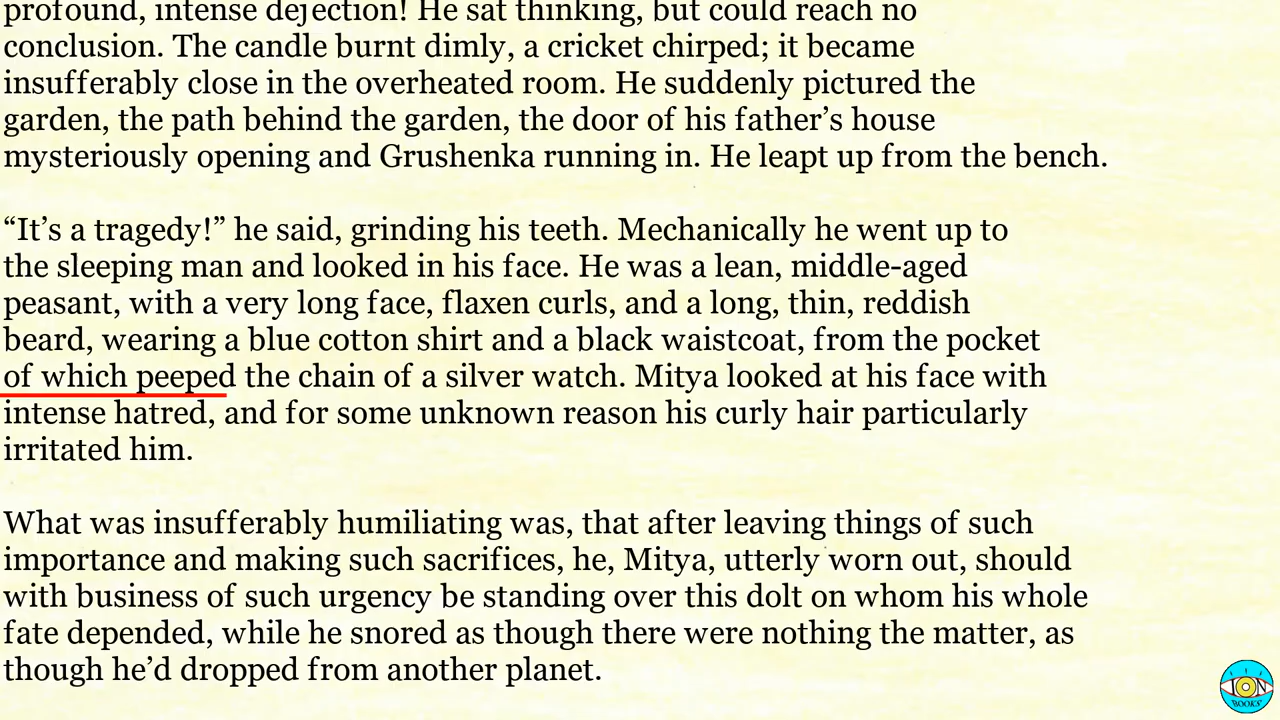 profound, intense dejection! He sat thinking, but could reach no
conclusion. The candle burnt dimly, a cricket chirped; it became
insufferably close in the overheated room. He suddenly pictured the
garden, the path behind the garden, the door of his father’s house
mysteriously opening and Grushenka running in. He leapt up from the bench.
“It’s a tragedy!” he said, grinding his teeth. Mechanically he went up to
the sleeping man and looked in his face. He was a lean, middle-aged
peasant, with a very long face, flaxen curls, and a long, thin, reddish
beard, wearing a blue cotton shirt and a black waistcoat, from the pocket
of which peeped the chain of a silver watch. Mitya looked at his face with
intense hatred, and for some unknown reason his curly hair particularly
irritated him.
What was insufferably humiliating was, that after leaving things of such
importance and making such sacrifices, he, Mitya, utterly worn out, should
with business of such urgency be standing over this dolt on whom his whole
fate depended, while he snored as though there were nothing the matter, as
though he’d dropped from another planet.
ION
BOOKS